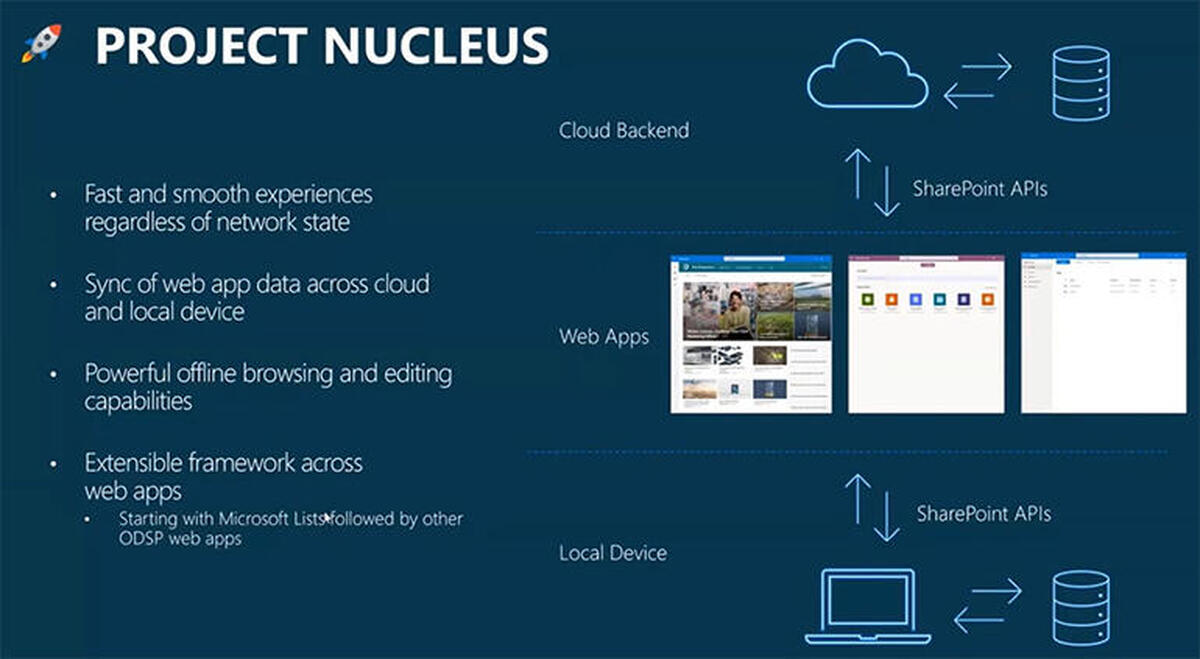 PROJECT NUCLEUS
Fast and smooth experiences
regardless of network state
Sync of web app data across cloud
and local device
Powerful offline browsing and editing
capabilities
Extensible framework across
web apps
Starting with Microsoft Lists followed by other
ODSP web apps
Cloud Backend
SharePoint APIs
Web Apps
SharePoint APIs
Local Device